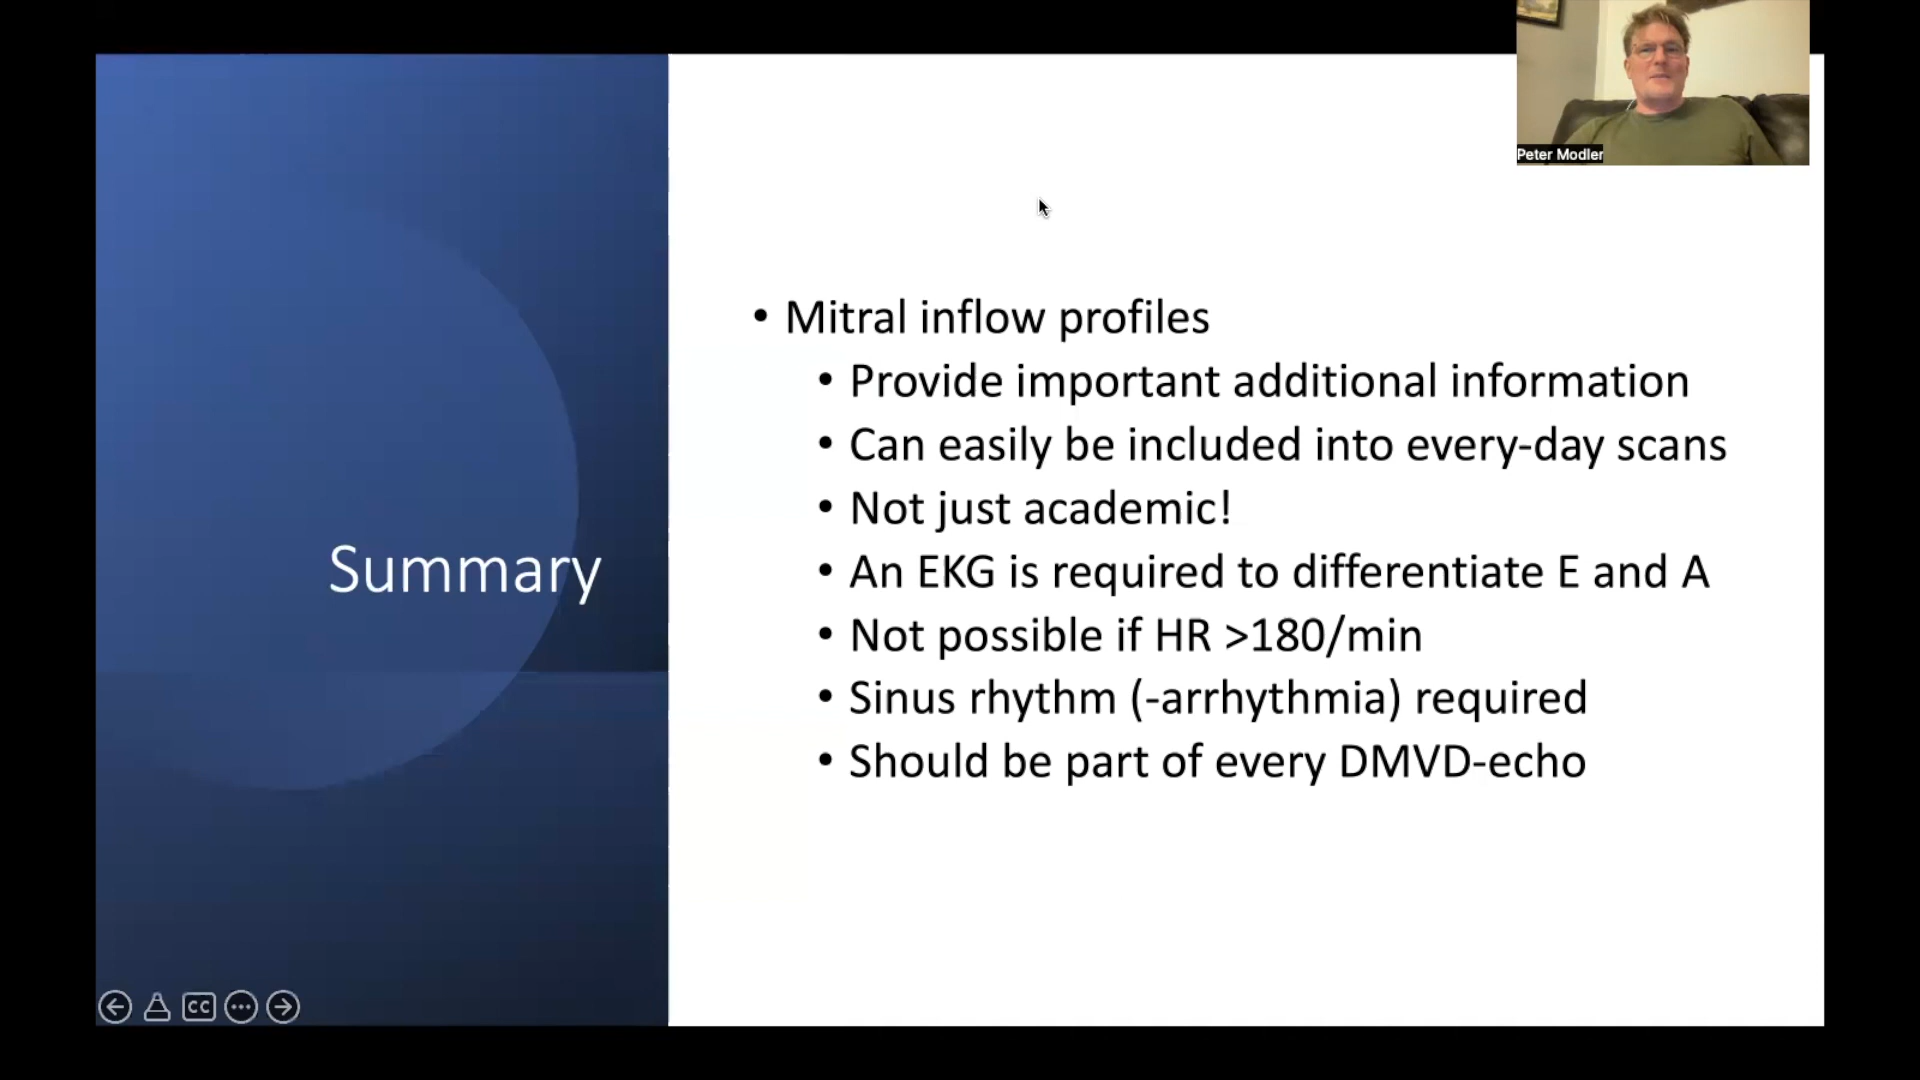 Peter Modler
Summary
• Mitral inflow profiles
• Provide important additional information
• Can easily be included into every-day scans
• Not just academic!
• An EKG is required to differentiate E and A
• Not possible if HR >180/min
• Sinus rhythm (-arrhythmia) required
• Should be part of every DMVD-echo
CC